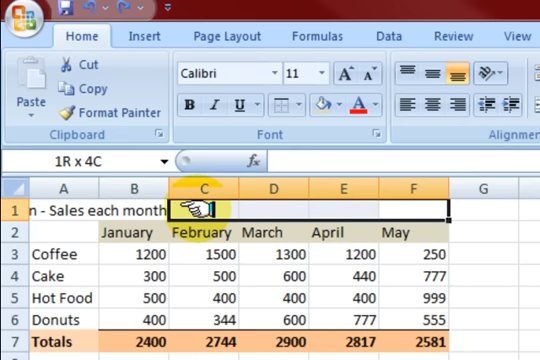 Home Insert Page Layout Formulas Data Review View
Cut
Copy
Paste Format Painter
Calibri 11 A A
B I U A
Clipboard Font Alignmen
1R x 4C fx
A B C D E F G
1 n - Sales each month
2 January February March April May
3 Coffee 1200 1500 1300 1200 250
4 Cake 300 500 600 440 777
5 Hot Food 500 400 400 400 999
6 Donuts 400 344 600 777 555
7 Totals 2400 2744 2900 2817 2581